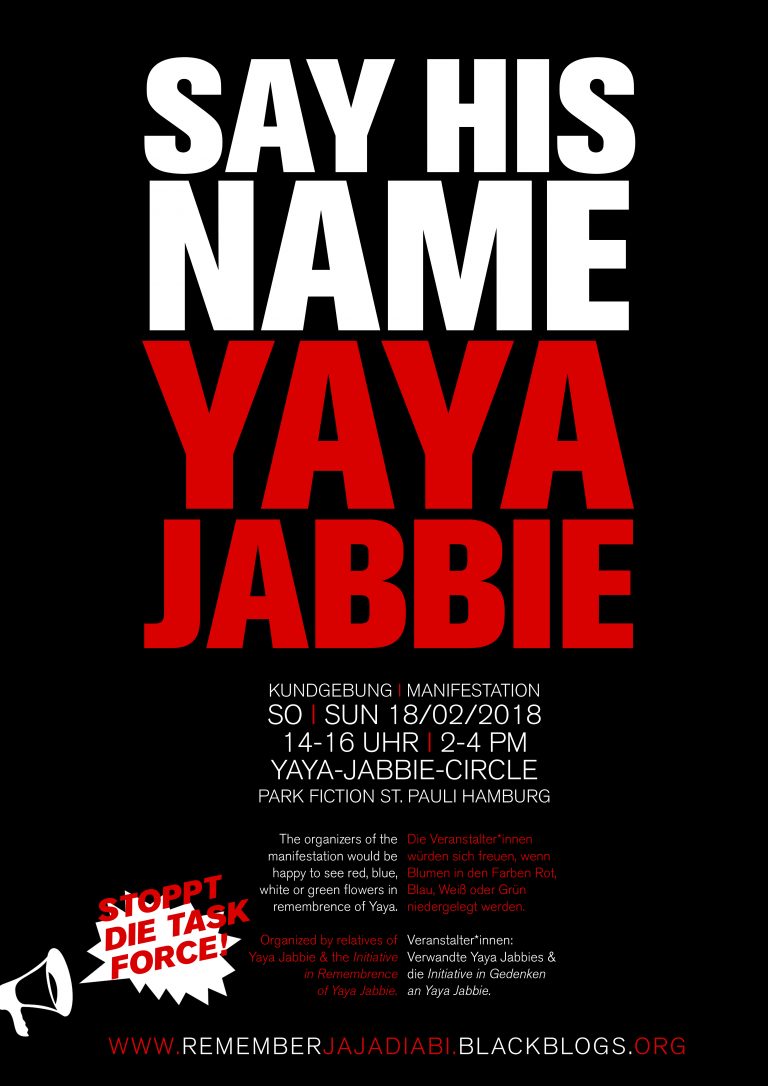 SAY HIS
NAME
YAYA
JABBIE
KUNDGEBUNG | MANIFESTATION
SO | SUN 18/02/2018
14-16 UHR | 2-4 PM
YAYA-JABBIE-CIRCLE
PARK FICTION ST. PAULI HAMBURG
The organizers of the
manifestation would be
happy to see red, blue,
white or green flowers in
remembrence of Yaya.
Die Veranstalter*innen
würden sich freuen, wenn
Blumen in den Farben Rot,
Blau, Weiß oder Grün
niedergelegt werden.
Organized by relatives of
Yaya Jabbie & the Initiative
in Remembrence
of Yaya Jabbie.
Veranstalter*innen:
Verwandte Yaya Jabbies &
die Initiative in Gedenken
an Yaya Jabbie.
STOPPT
DIE TASK
FORCE!
WWW.REMEMBERJAJADIABI.BLACKBLOGS.ORG